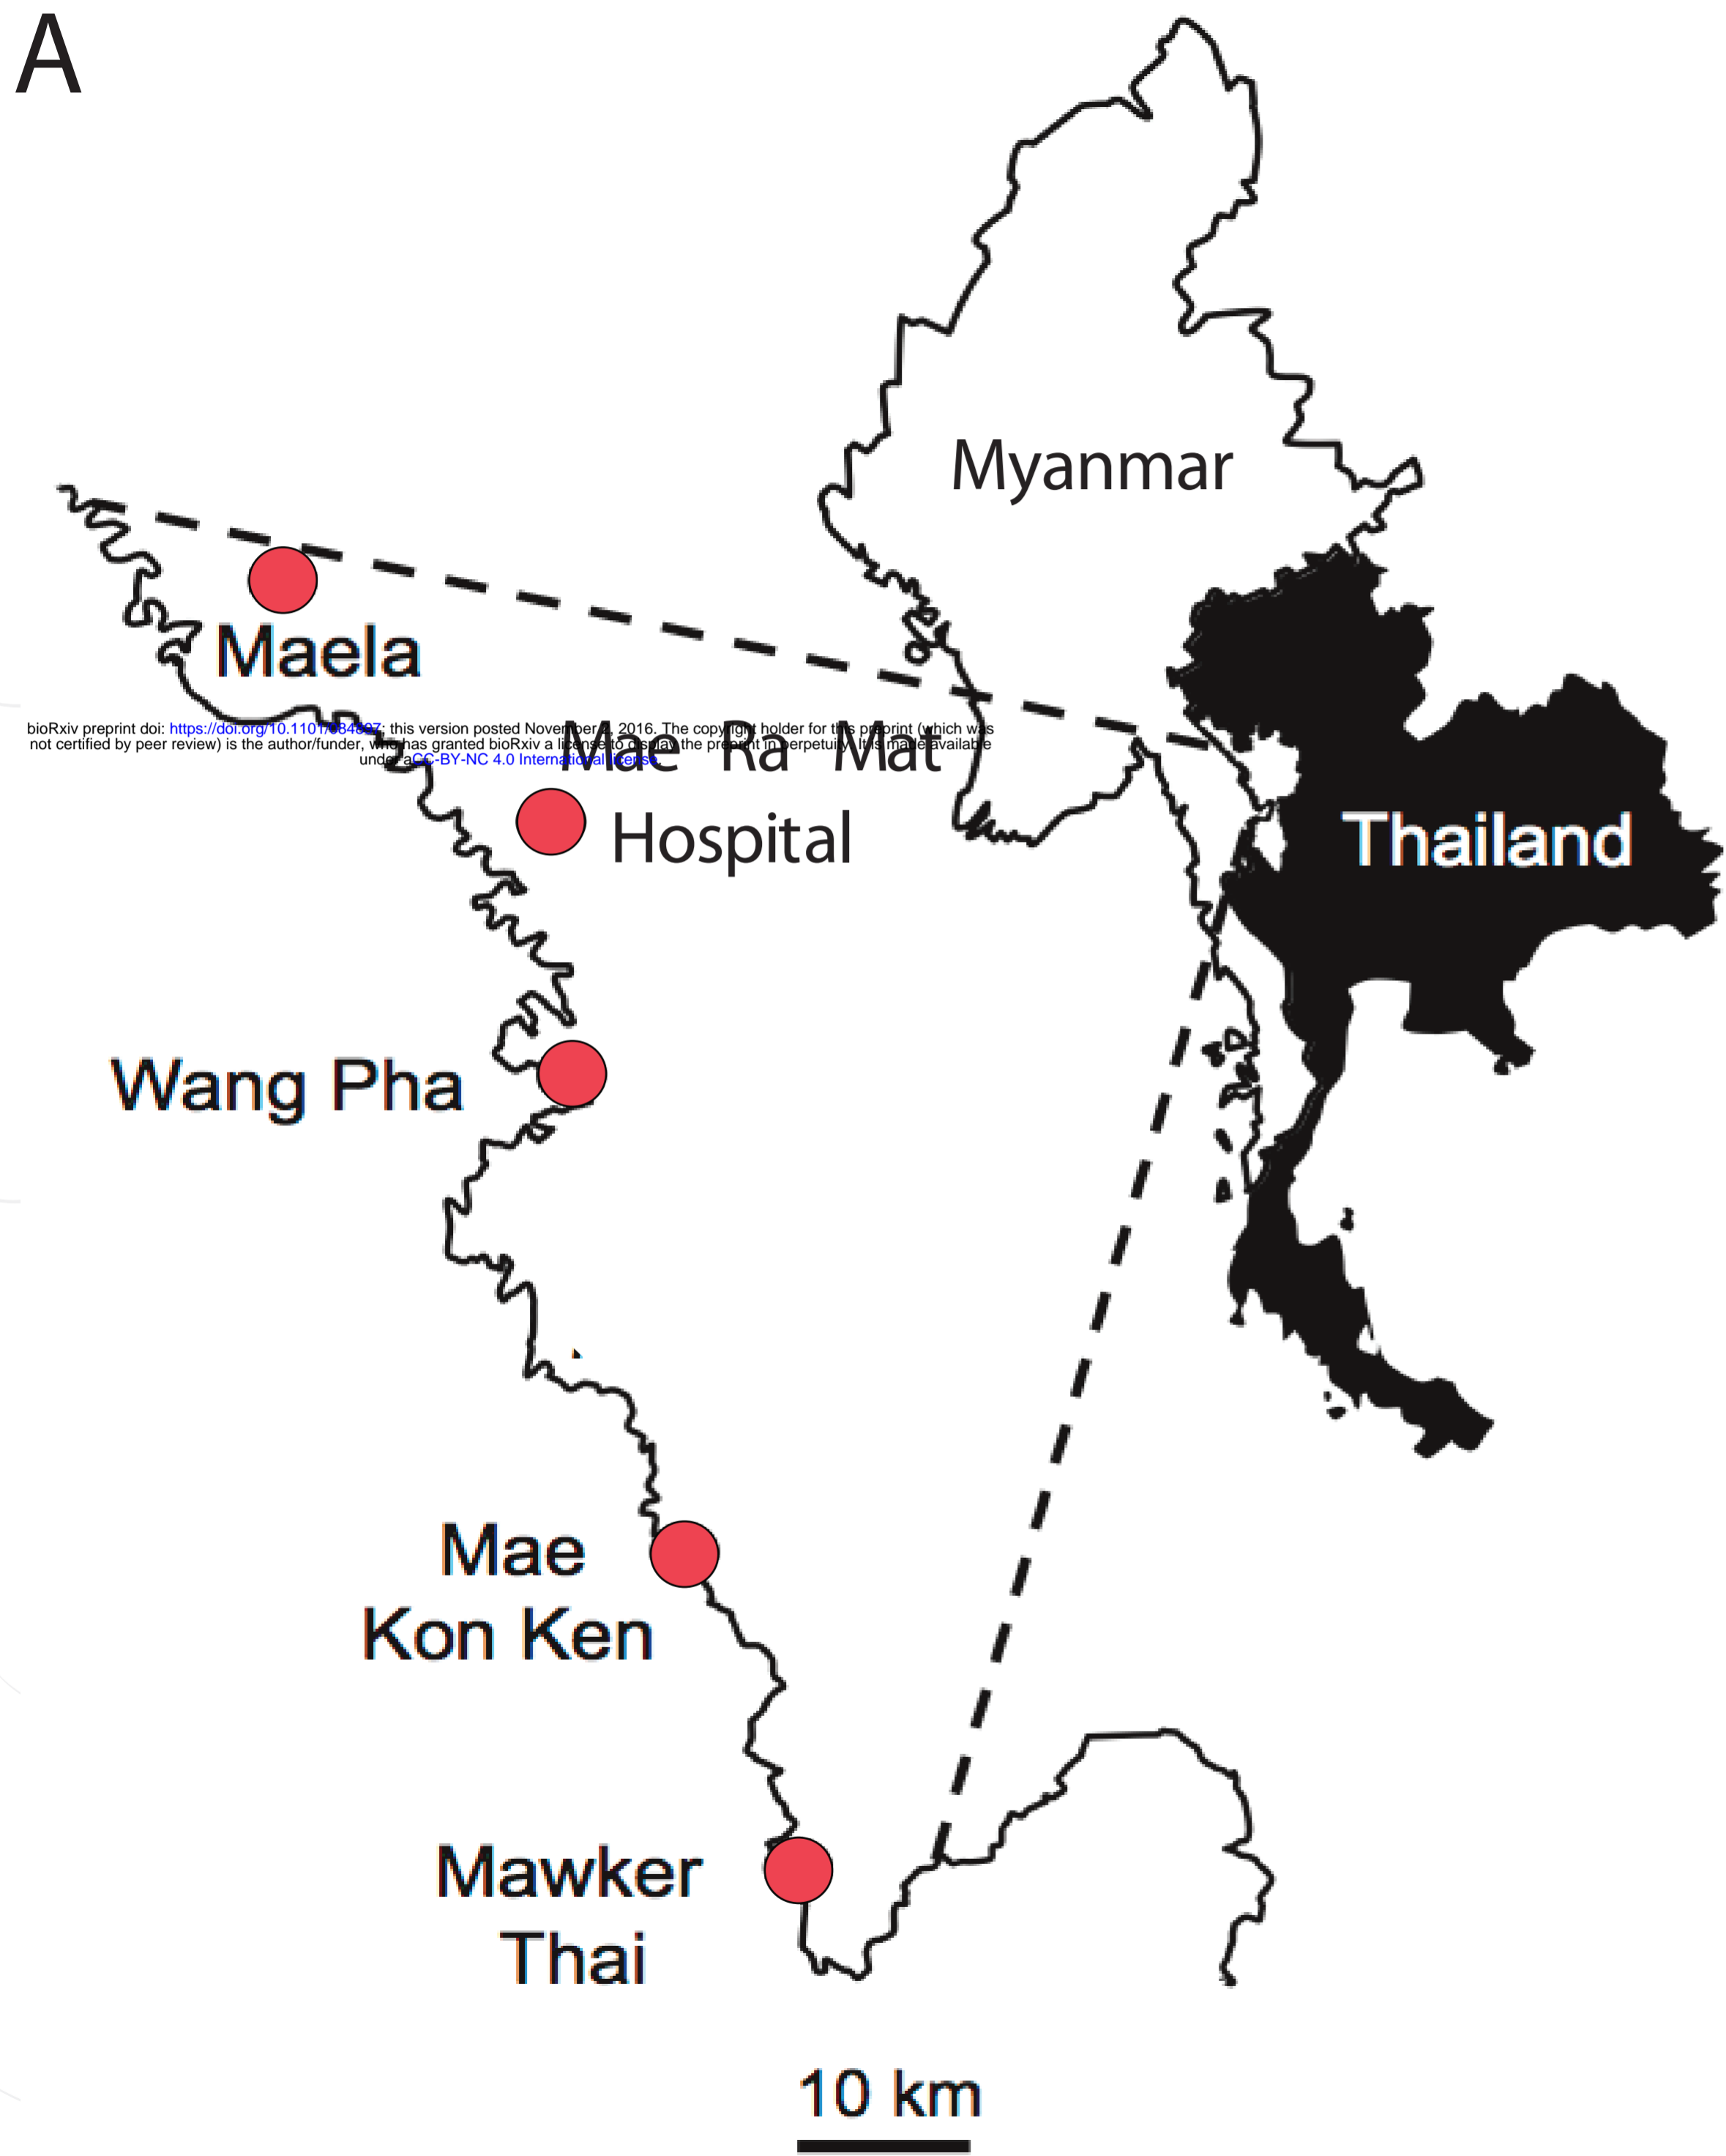 A
Myanmar
Maela
bioRxiv preprint doi: https://doi.org/10.1101/084897; this version posted November 2, 2016. The copyright holder for this preprint (which was
not certified by peer review) is the author/funder, who has granted bioRxiv a license to display the preprint in perpetuity. It is made available
under aCC-BY-NC 4.0 International license.
Mae Ra Mat
Hospital
Thailand
Wang Pha
Mae
Kon Ken
Mawker
Thai
10 km